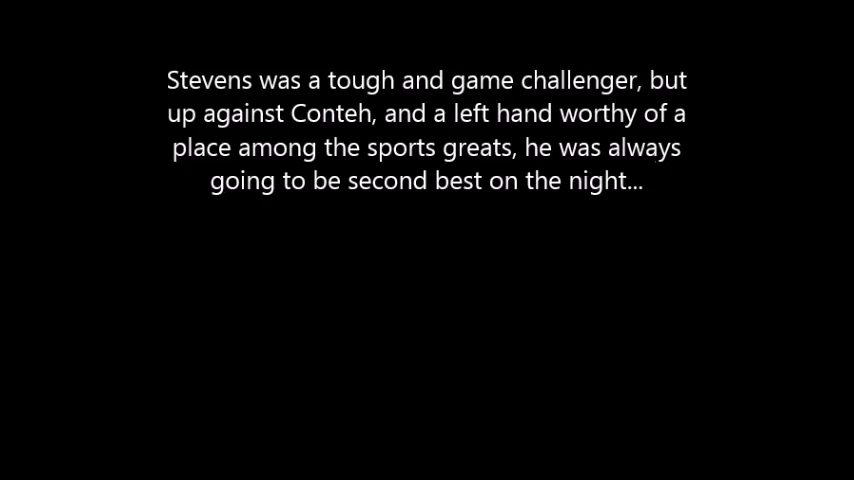 Stevens was a tough and game challenger, but
up against Conteh, and a left hand worthy of a
place among the sports greats, he was always
going to be second best on the night...